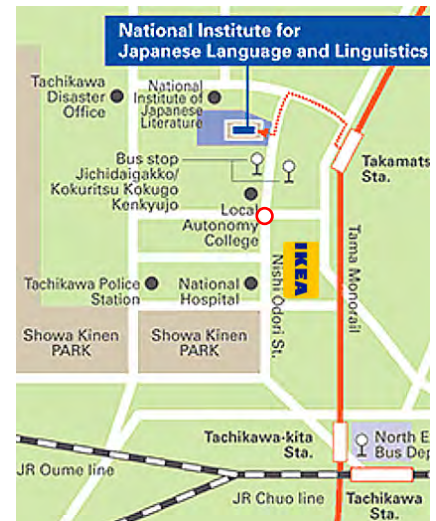 National Institute for
Japanese Language and Linguistics
Tachikawa
Disaster
Office
National
Institute of
Japanese
Literature
Bus stop
Jichidaigakko/
Kokuritsu Kokugo
Kenkyujo
Takamats
Sta.
Local
Autonomy
College
IKEA
Nishi Odori St.
Tama Monorail
Tachikawa Police
Station
National
Hospital
Showa Kinen
PARK
Showa Kinen
PARK
Tachikawa-kita
Sta.
North E
Bus Dep
JR Oume line
JR Chuo line
Tachikawa
Sta.